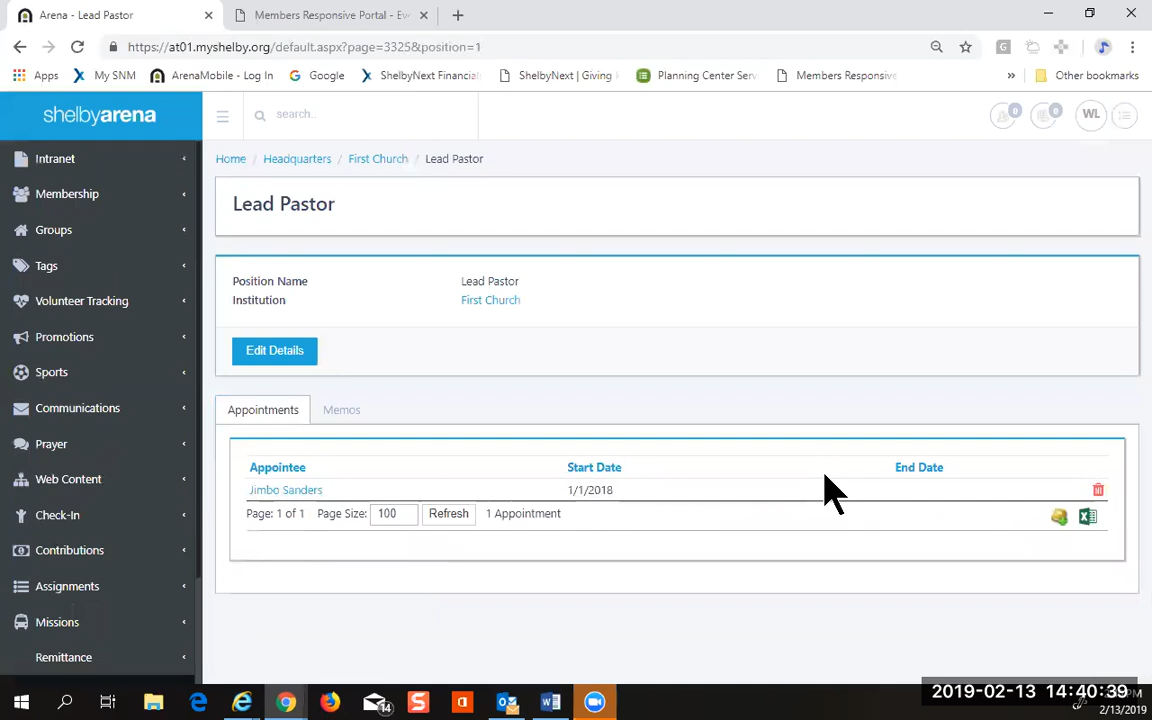 Arena - Lead Pastor
Members Responsive Portal - Ev
https://at01.myshelby.org/default.aspx?page=3325&position=1
Apps My SNM ArenaMobile - Log In Google ShelbyNext Financial ShelbyNext | Giving Planning Center Serv Members Responsive » Other bookmarks
shelbyarena search.. 0 0 WL
Intranet
Membership
Groups
Tags
Volunteer Tracking
Promotions
Sports
Communications
Prayer
Web Content
Check-In
Contributions
Assignments
Missions
Remittance
Home / Headquarters / First Church / Lead Pastor
Lead Pastor
Position Name Lead Pastor
Institution First Church
Edit Details
Appointments Memos
Appointee Start Date End Date
Jimbo Sanders 1/1/2018
Page: 1 of 1 Page Size: 100 Refresh 1 Appointment
14
2019-02-13 14:40:39
2/13/2019